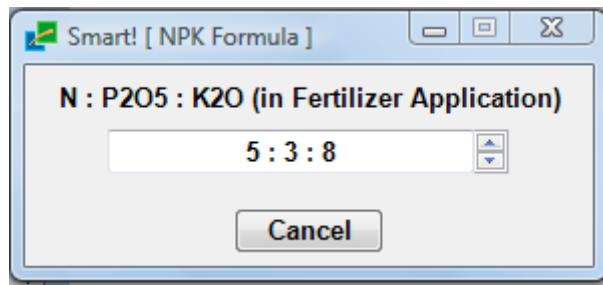 Smart! [ NPK Formula ]
N : P2O5 : K2O (in Fertilizer Application)
5 : 3 : 8
Cancel